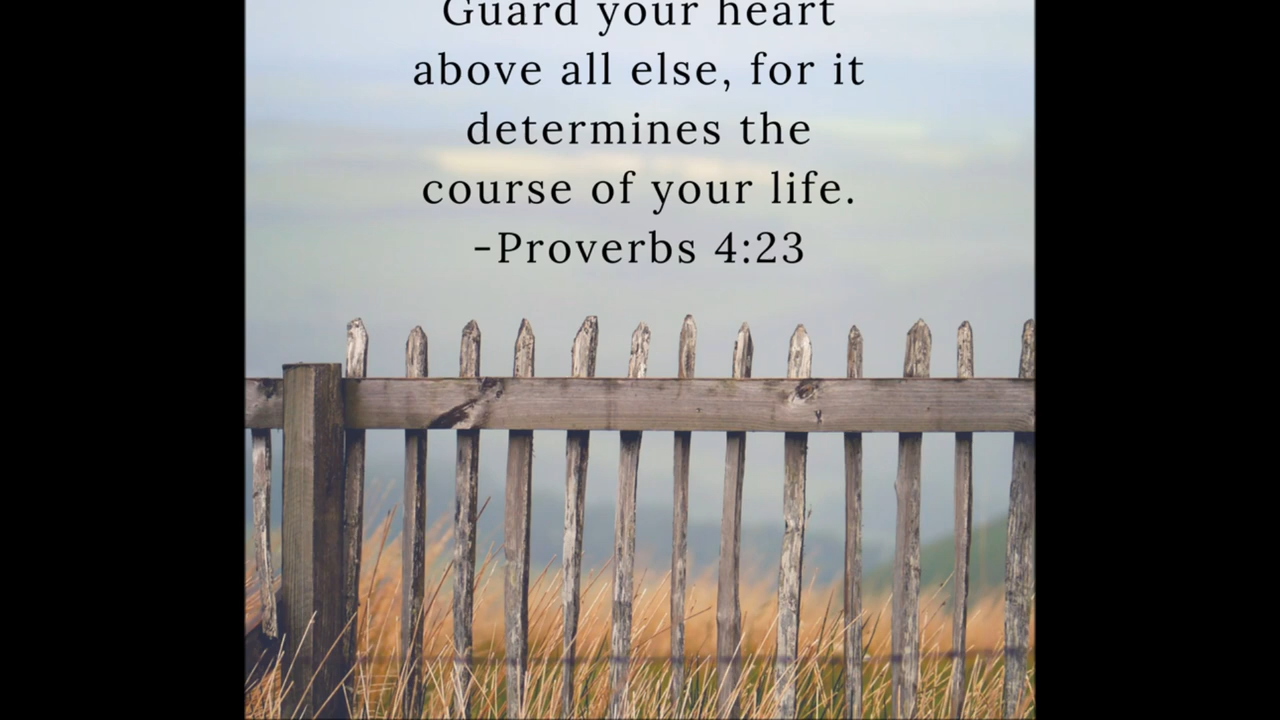 Guard your heart
above all else, for it
determines the
course of your life.
-Proverbs 4:23